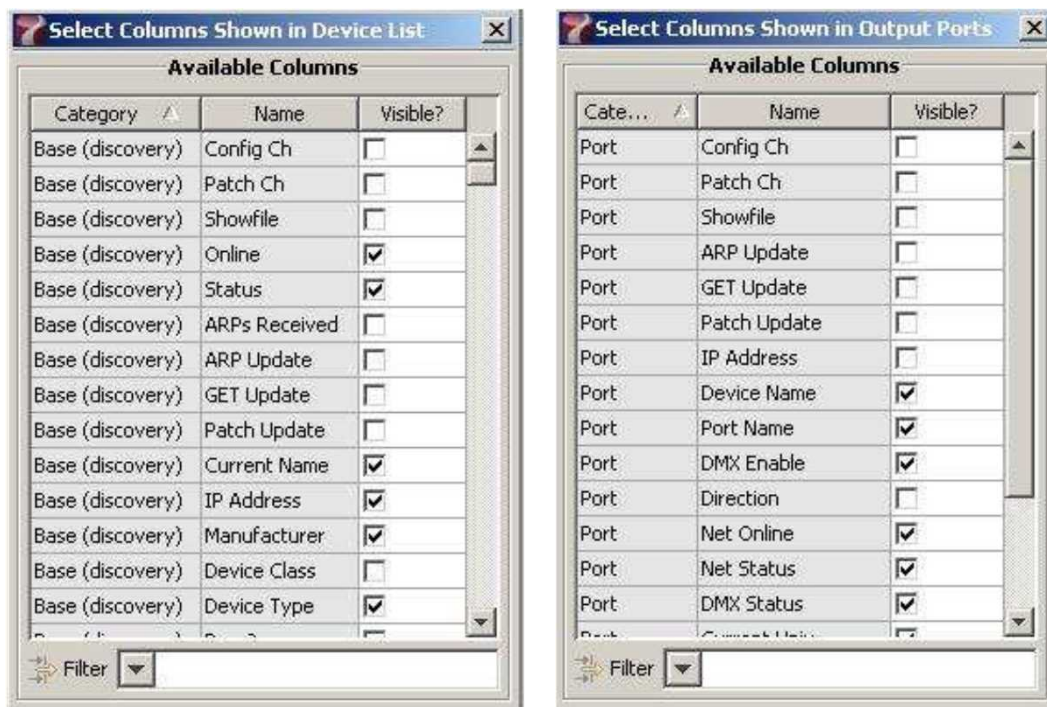 Select Columns Shown in Device List
Available Columns
Category Name Visible?
Base (discovery) Config Ch
Base (discovery) Patch Ch
Base (discovery) Showfile
Base (discovery) Online
Base (discovery) Status
Base (discovery) ARPs Received
Base (discovery) ARP Update
Base (discovery) GET Update
Base (discovery) Patch Update
Base (discovery) Current Name
Base (discovery) IP Address
Base (discovery) Manufacturer
Base (discovery) Device Class
Base (discovery) Device Type
Filter
Select Columns Shown in Output Ports
Available Columns
Cate... Name Visible?
Port Config Ch
Port Patch Ch
Port Showfile
Port ARP Update
Port GET Update
Port Patch Update
Port IP Address
Port Device Name
Port Port Name
Port DMX Enable
Port Direction
Port Net Online
Port Net Status
Port DMX Status
Filter